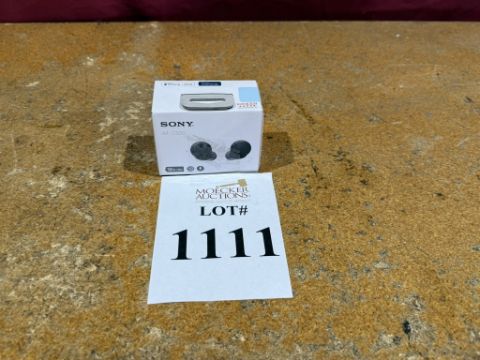 SONY
MOECKER
AUCTIONS
LOT#
1111